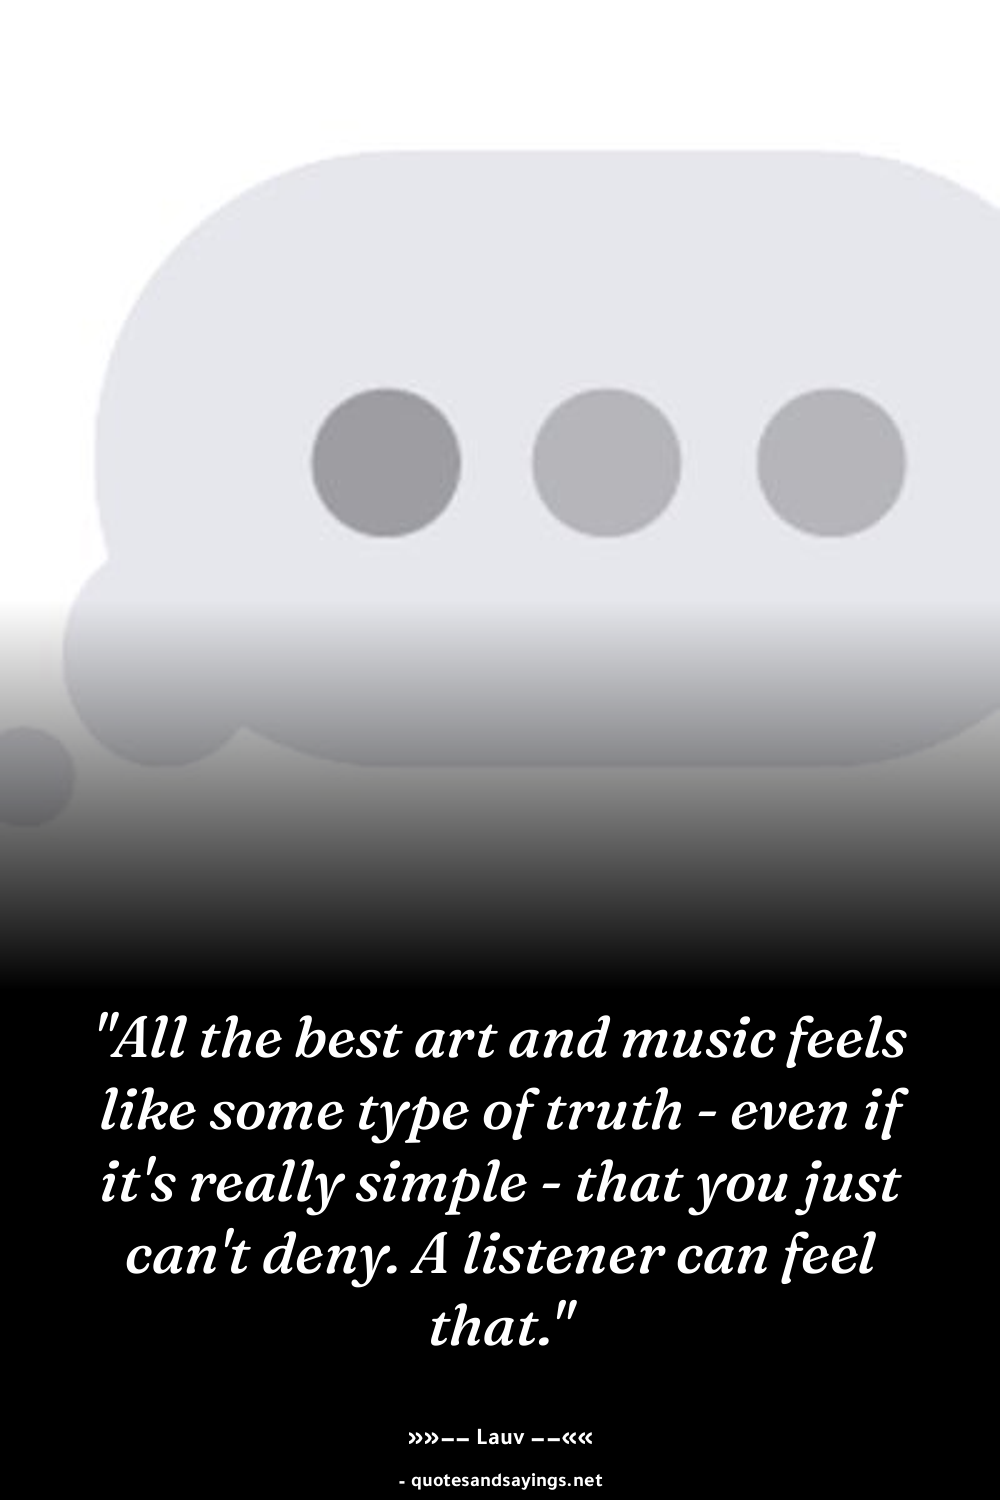 "All the best art and music feels
like some type of truth - even if
it's really simple - that you just
can't deny. A listener can feel
that."
»»–– Lauv ––««
- quotesandsayings.net